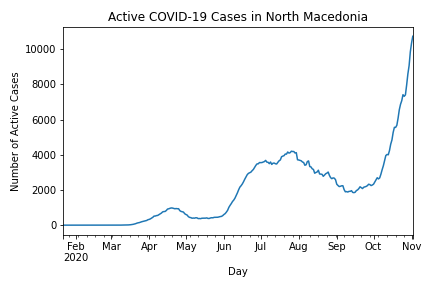 Active COVID-19 Cases in North Macedonia
Number of Active Cases
10000
8000
6000
4000
2000
0
Feb Mar Apr May Jun Jul Aug Sep Oct Nov
2020
Day